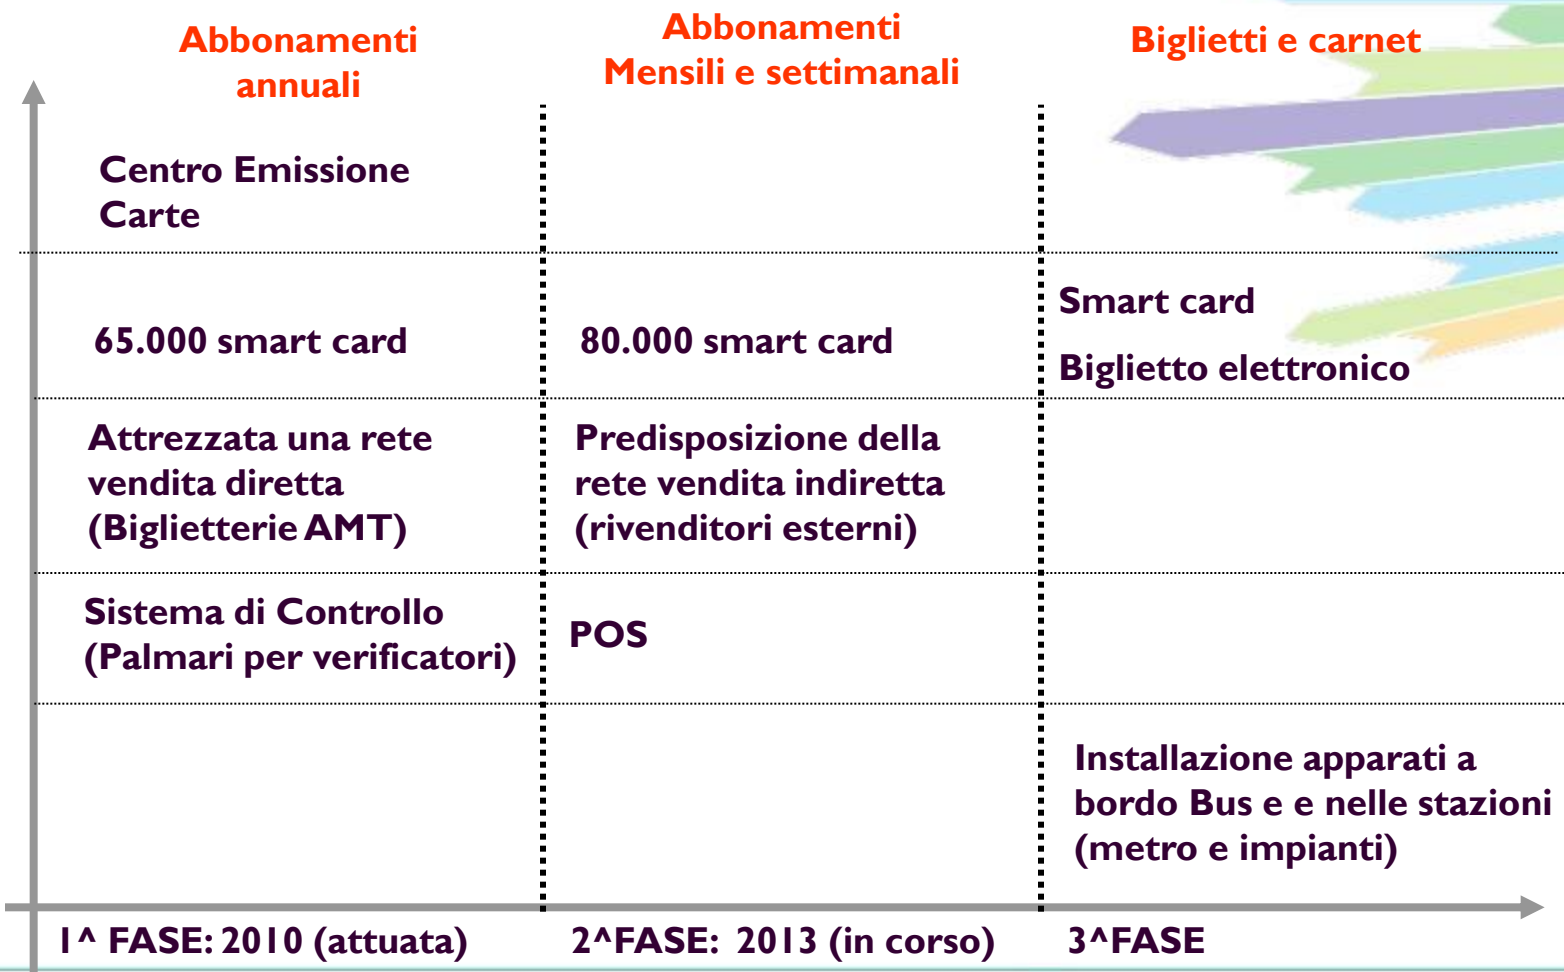 Abbonamenti
annuali
Abbonamenti
Mensili e settimanali
Biglietti e carnet
Centro Emissione
Carte
65.000 smart card
80.000 smart card
Smart card
Biglietto elettronico
Attrezzata una rete
vendita diretta
(Biglietterie AMT)
Predisposizione della
rete vendita indiretta
(rivenditori esterni)
Sistema di Controllo
(Palmari per verificatori)
POS
Installazione apparati a
bordo Bus e e nelle stazioni
(metro e impianti)
1^ FASE: 2010 (attuata)
2^FASE: 2013 (in corso)
3^FASE